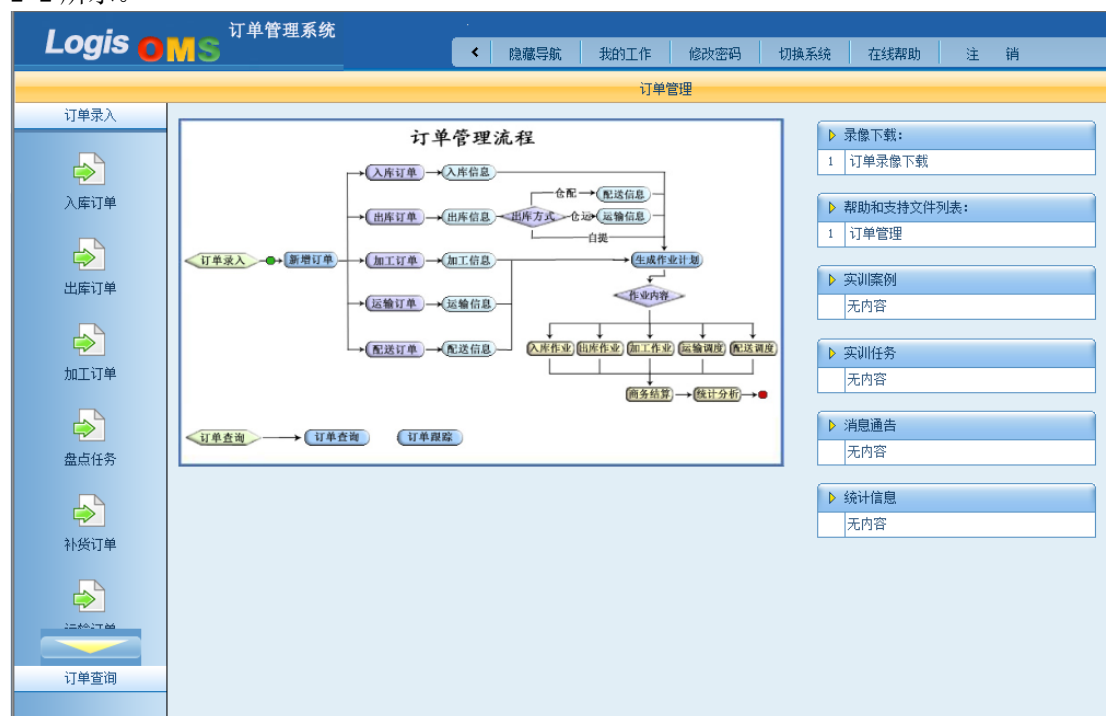 Logis OMS 订单管理系统
隐藏导航 我的工作 修改密码 切换系统 在线帮助 注 销
订单管理
订单录入
入库订单
出库订单
加工订单
盘点任务
补货订单
订单查询
订单管理流程
入库订单 入库信息
仓配 配送信息
出库订单 出库信息 出库方式 仓运 运输信息
自提
订单录入 新增订单 加工订单 加工信息 生成作业计划
作业内容
运输订单 运输信息
配送订单 配送信息 入库作业 出库作业 加工作业 运输调度 配送调度
商务结算 统计分析
订单查询 订单查询 订单跟踪
录像下载:
1 订单录像下载
帮助和支持文件列表:
1 订单管理
实训案例
无内容
实训任务
无内容
消息通告
无内容
统计信息
无内容